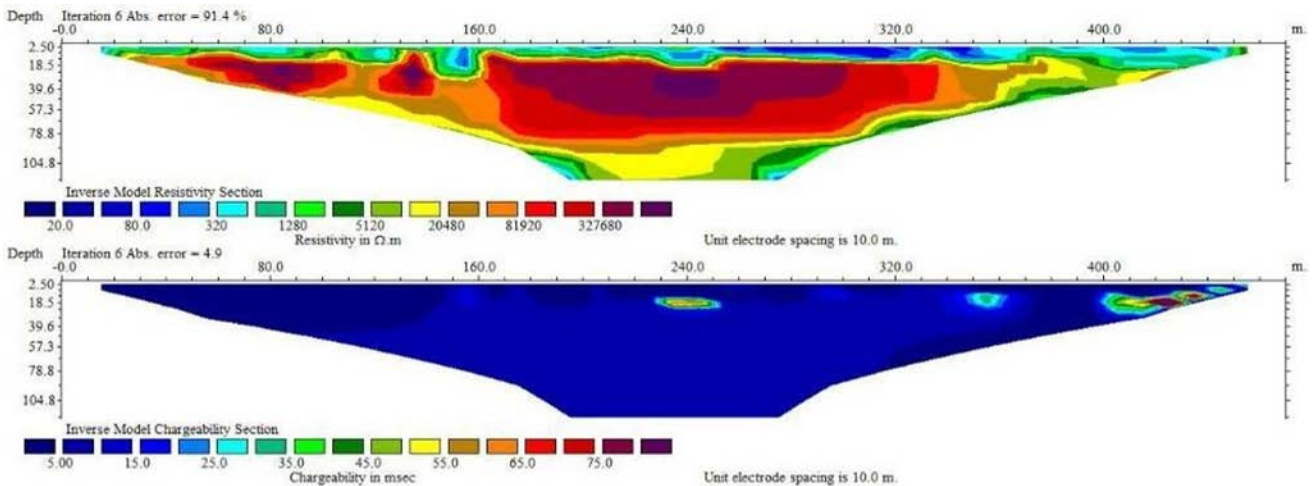 Depth Iteration 6 Abs. error = 91.4 %
-0.0 80.0 160.0 240.0 320.0 400.0 m.
2.50
18.5
39.6
57.3
78.8
104.8
Inverse Model Resistivity Section
20.0 80.0 320 1280 5120 20480 81920 327680
Resistivity in Ω.m Unit electrode spacing is 10.0 m.
Depth Iteration 6 Abs. error = 4.9
-0.0 80.0 160.0 240.0 320.0 400.0 m.
2.50
18.5
39.6
57.3
78.8
104.8
Inverse Model Chargeability Section
5.00 15.0 25.0 35.0 45.0 55.0 65.0 75.0
Chargeability in msec Unit electrode spacing is 10.0 m.